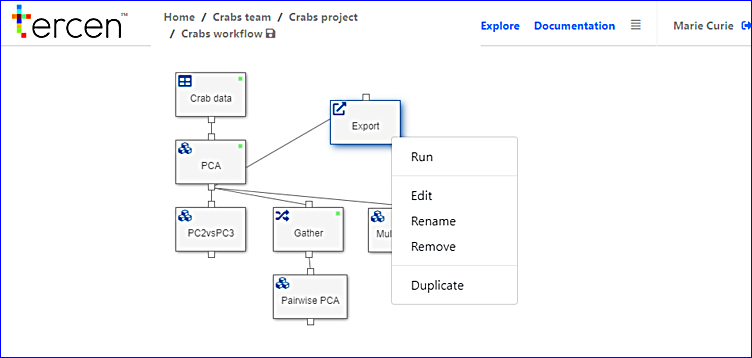 tercen™
Home / Crabs team / Crabs project
/ Crabs workflow
Explore Documentation Marie Curie
Crab data
Export
PCA
PC2vsPC3
Gather
Mul
Pairwise PCA
Run
Edit
Rename
Remove
Duplicate